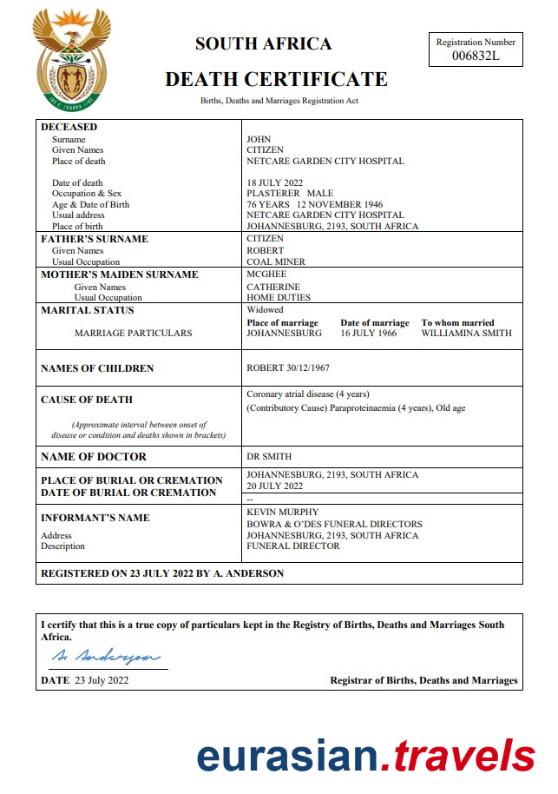 SOUTH AFRICA
DEATH CERTIFICATE
Births, Deaths and Marriages Registration Act
Registration Number
006832L
DECEASED
Surname JOHN
Given Names CITIZEN
Place of death NETCARE GARDEN CITY HOSPITAL
Date of death 18 JULY 2022
Occupation & Sex PLASTERER MALE
Age & Date of Birth 76 YEARS 12 NOVEMBER 1946
Usual address NETCARE GARDEN CITY HOSPITAL
Place of birth JOHANNESBURG, 2193, SOUTH AFRICA
FATHER'S SURNAME CITIZEN
Given Names ROBERT
Usual Occupation COAL MINER
MOTHER'S MAIDEN SURNAME MCGHEE
Given Names CATHERINE
Usual Occupation HOME DUTIES
MARITAL STATUS Widowed
Place of marriage Date of marriage To whom married
MARRIAGE PARTICULARS JOHANNESBURG 16 JULY 1966 WILLIAMINA SMITH
NAMES OF CHILDREN ROBERT 30/12/1967
CAUSE OF DEATH Coronary atrial disease (4 years)
(Contributory Cause) Paraproteinaemia (4 years), Old age
(Approximate interval between onset of
disease or condition and deaths shown in brackets)
NAME OF DOCTOR DR SMITH
PLACE OF BURIAL OR CREMATION JOHANNESBURG, 2193, SOUTH AFRICA
DATE OF BURIAL OR CREMATION 20 JULY 2022
--
INFORMANT'S NAME KEVIN MURPHY
BOWRA & O'DES FUNERAL DIRECTORS
Address JOHANNESBURG, 2193, SOUTH AFRICA
Description FUNERAL DIRECTOR
REGISTERED ON 23 JULY 2022 BY A. ANDERSON
I certify that this is a true copy of particulars kept in the Registry of Births, Deaths and Marriages South
Africa.
A. Anderson
DATE 23 July 2022 Registrar of Births, Deaths and Marriages
eurasian.travels